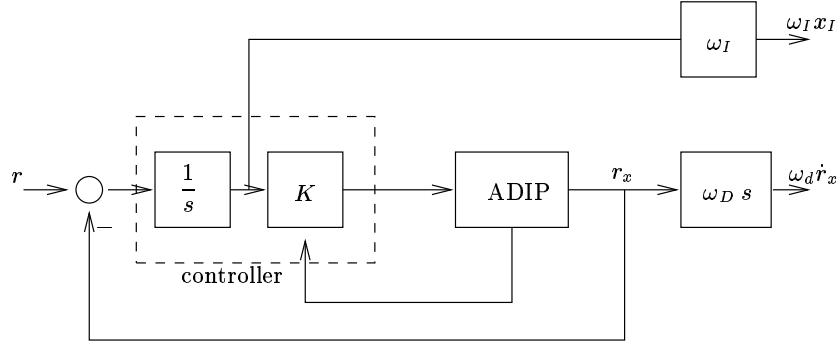 ω_I x_I
ω_I
r
1/s
K
ADIP
r_x
ω_D s
ω_d ṙ_x
−
controller